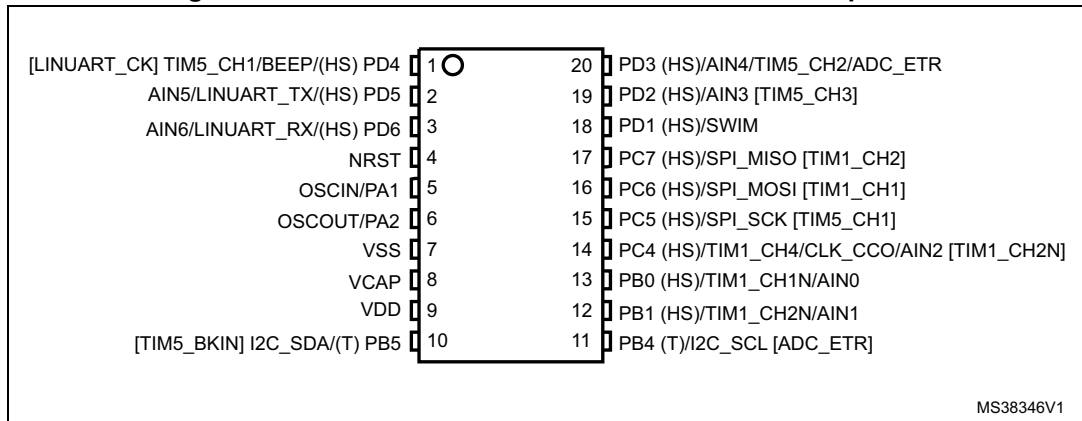 [LINUART_CK] TIM5_CH1/BEEP/(HS) PD4 1 20 PD3 (HS)/AIN4/TIM5_CH2/ADC_ETR
AIN5/LINUART_TX/(HS) PD5 2 19 PD2 (HS)/AIN3 [TIM5_CH3]
AIN6/LINUART_RX/(HS) PD6 3 18 PD1 (HS)/SWIM
NRST 4 17 PC7 (HS)/SPI_MISO [TIM1_CH2]
OSCIN/PA1 5 16 PC6 (HS)/SPI_MOSI [TIM1_CH1]
OSCOUT/PA2 6 15 PC5 (HS)/SPI_SCK [TIM5_CH1]
VSS 7 14 PC4 (HS)/TIM1_CH4/CLK_CCO/AIN2 [TIM1_CH2N]
VCAP 8 13 PB0 (HS)/TIM1_CH1N/AIN0
VDD 9 12 PB1 (HS)/TIM1_CH2N/AIN1
[TIM5_BKIN] I2C_SDA/(T) PB5 10 11 PB4 (T)/I2C_SCL [ADC_ETR]
MS38346V1